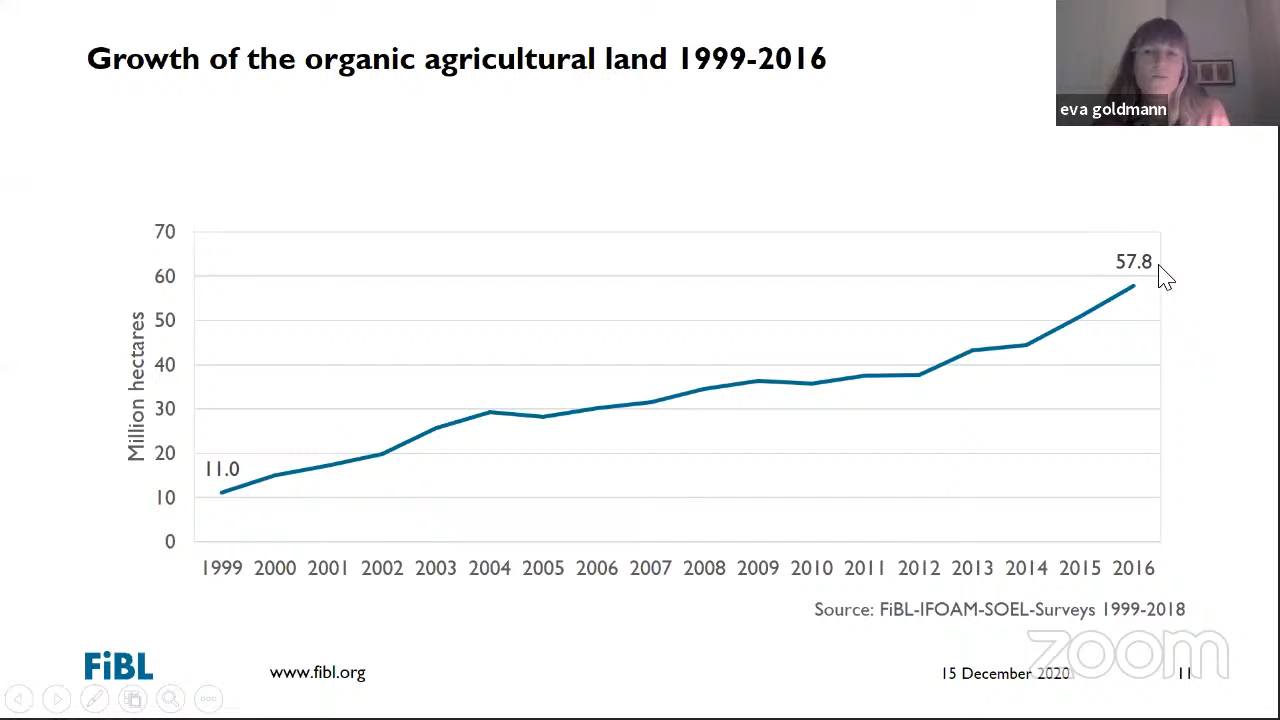 Growth of the organic agricultural land 1999-2016
eva goldmann
Million hectares
70
60
50
40
30
20
10
0
57.8
11.0
1999 2000 2001 2002 2003 2004 2005 2006 2007 2008 2009 2010 2011 2012 2013 2014 2015 2016
Source: FiBL-IFOAM-SOEL-Surveys 1999-2018
zoom
FiBL
www.fibl.org
15 December 2020
11